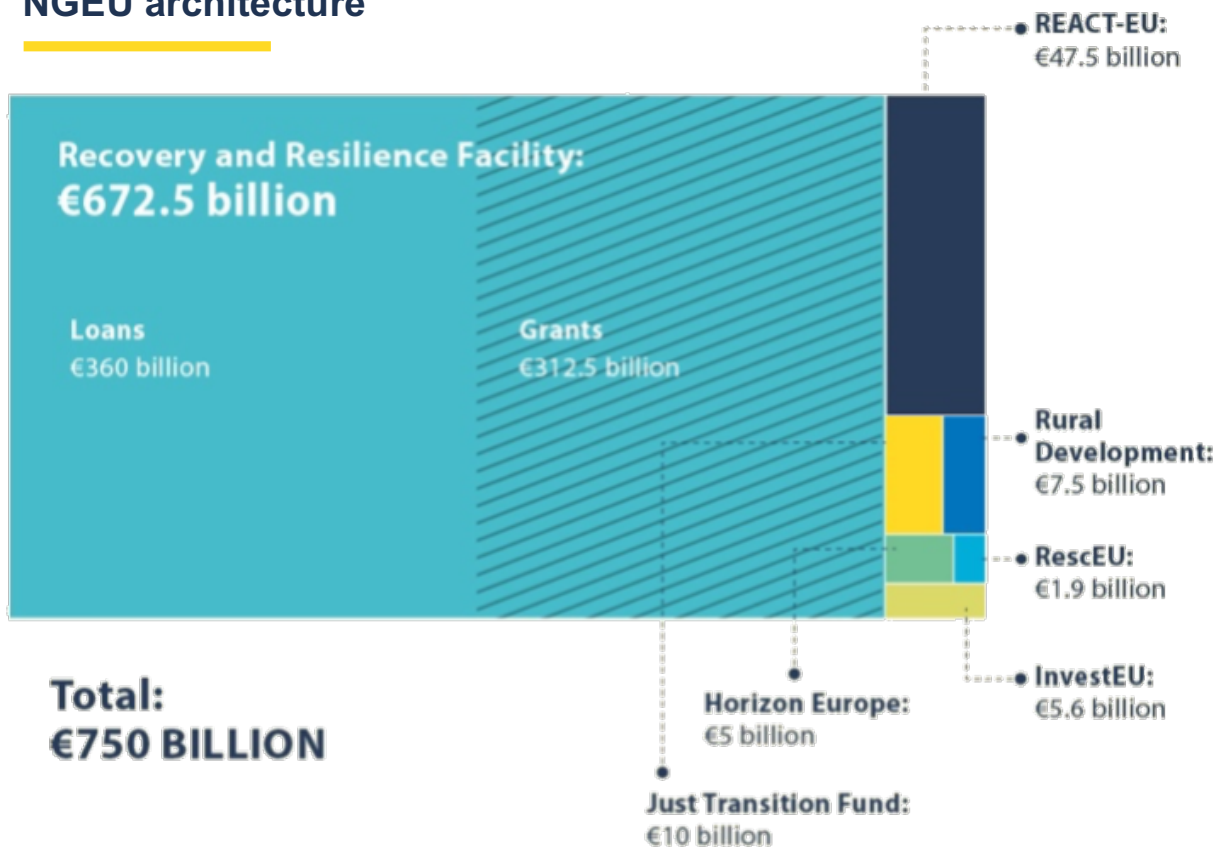 NGEU architecture
REACT-EU:
€47.5 billion
Recovery and Resilience Facility:
€672.5 billion
Loans
€360 billion
Grants
€312.5 billion
Rural
Development:
€7.5 billion
RescEU:
€1.9 billion
InvestEU:
€5.6 billion
Horizon Europe:
€5 billion
Just Transition Fund:
€10 billion
Total:
€750 BILLION